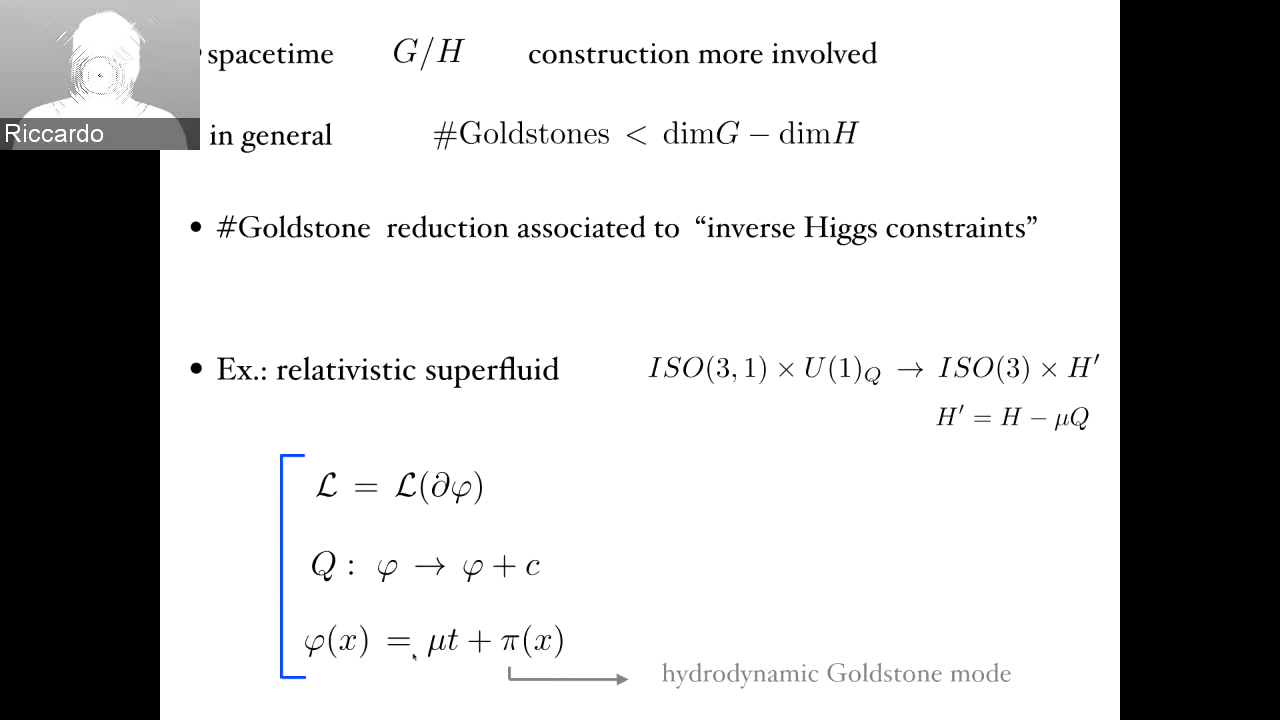 spacetime G/H construction more involved
Riccardo
in general #Goldstones < dimG − dimH
• #Goldstone reduction associated to “inverse Higgs constraints”
• Ex.: relativistic superfluid ISO(3, 1) × U(1)_Q → ISO(3) × H′
H′ = H − μQ
ℒ = ℒ(∂φ)
Q : φ → φ + c
φ(x) = μt + π(x)
hydrodynamic Goldstone mode